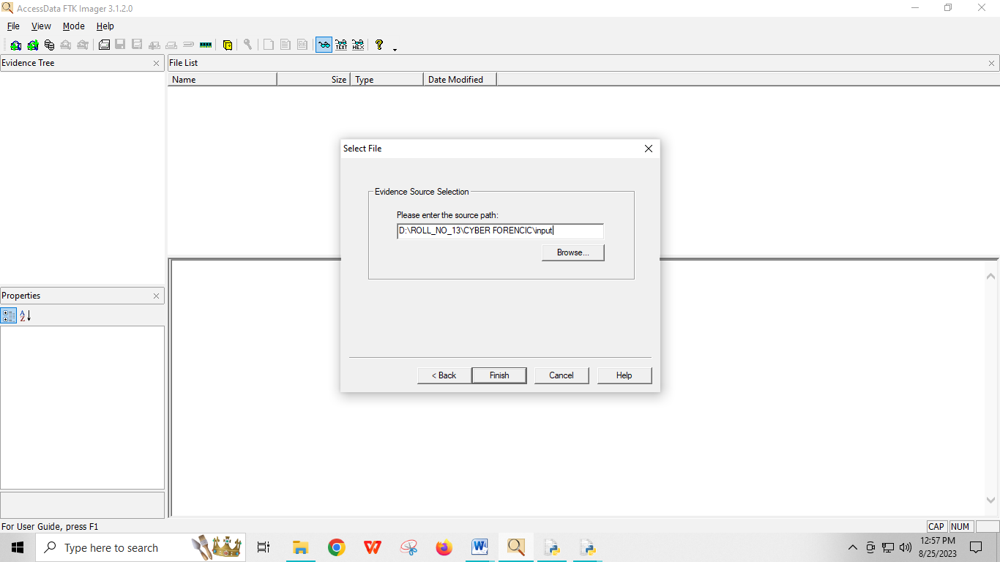 AccessData FTK Imager 3.1.2.0
File View Mode Help
TEXT HEX ?
Evidence Tree
File List
Name Size Type Date Modified
Select File
Evidence Source Selection
Please enter the source path:
D:\ROLL_NO_13\CYBER FORENCIC\input
Browse...
Properties
A
Z
< Back Finish Cancel Help
For User Guide, press F1
CAP NUM
Type here to search
W
W
12:57 PM
8/25/2023